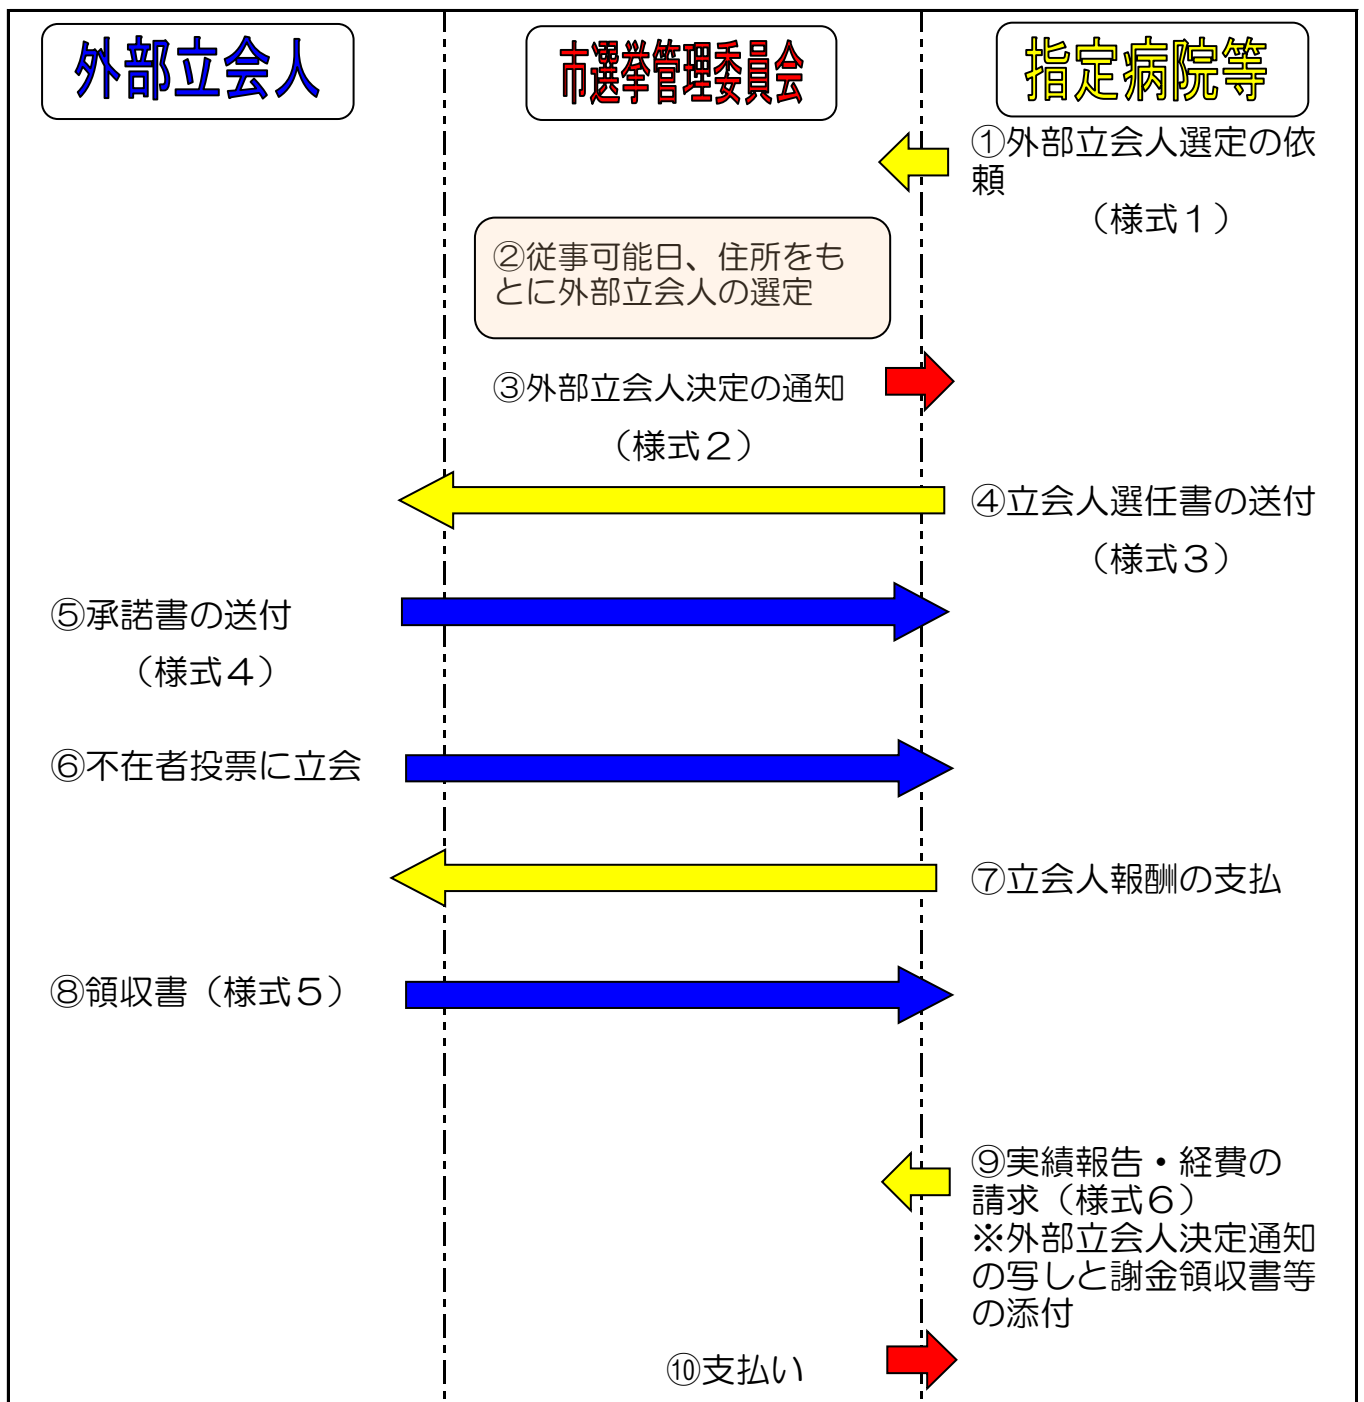 外部立会人
市選挙管理委員会
指定病院等
①外部立会人選定の依
頼
（様式１）
②従事可能日、住所をも
とに外部立会人の選定
③外部立会人決定の通知
（様式２）
④立会人選任書の送付
（様式３）
⑤承諾書の送付
（様式４）
⑥不在者投票に立会
⑦立会人報酬の支払
⑧領収書（様式５）
⑨実績報告・経費の
請求（様式６）
※外部立会人決定通知
の写しと謝金領収書等
の添付
⑩支払い